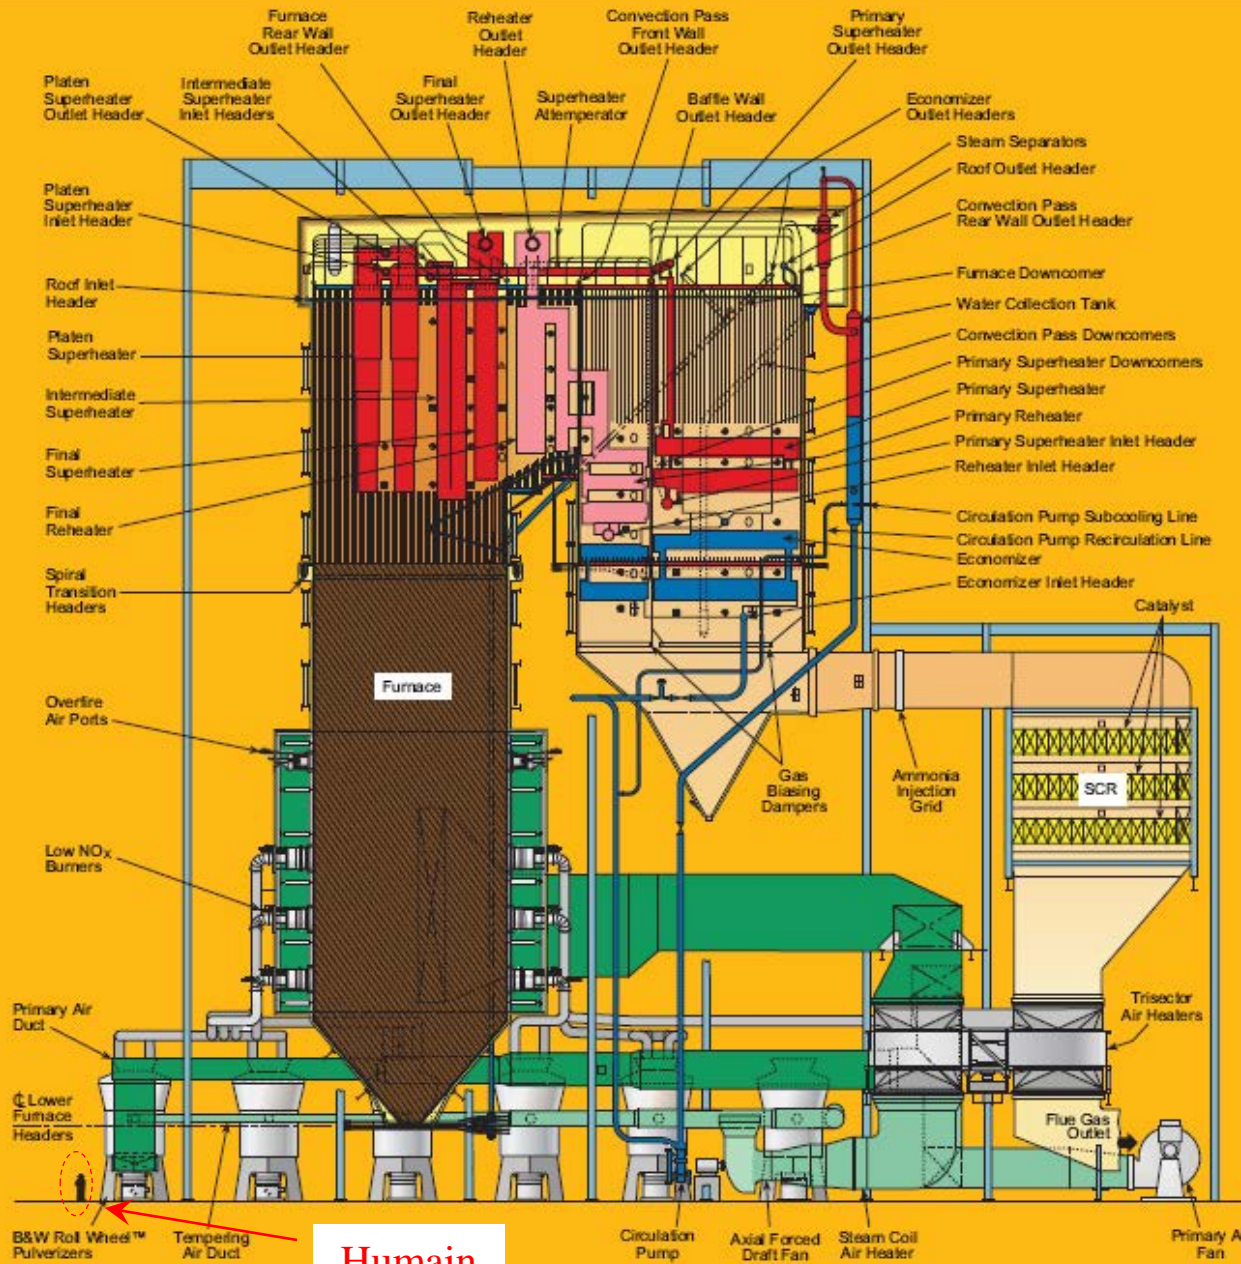 Furnace
Rear Wall
Outlet Header
Reheater
Outlet
Header
Convection Pass
Front Wall
Outlet Header
Primary
Superheater
Outlet Header
Platen
Superheater
Outlet Header
Intermediate
Superheater
Inlet Headers
Final
Superheater
Outlet Header
Superheater
Attemperator
Baffle Wall
Outlet Header
Economizer
Outlet Headers
Steam Separators
Roof Outlet Header
Platen
Superheater
Inlet Header
Convection Pass
Rear Wall Outlet Header
Roof Inlet
Header
Furnace Downcomer
Water Collection Tank
Platen
Superheater
Convection Pass Downcomers
Primary Superheater Downcomers
Intermediate
Superheater
Primary Superheater
Primary Reheater
Primary Superheater Inlet Header
Final
Superheater
Reheater Inlet Header
Final
Reheater
Circulation Pump Subcooling Line
Circulation Pump Recirculation Line
Economizer
Spiral
Transition
Headers
Economizer Inlet Header
Catalyst
Furnace
Overfire
Air Ports
Gas
Biasing
Dampers
Ammonia
Injection
Grid
SCR
Low NOX
Burners
Primary Air
Duct
Trisector
Air Heaters
℄ Lower
Furnace
Headers
Flue Gas
Outlet
B&W Roll Wheel™
Pulverizers
Tempering
Air Duct
Humain
Circulation
Pump
Axial Forced
Draft Fan
Steam Coil
Air Heater
Primary A
Fan